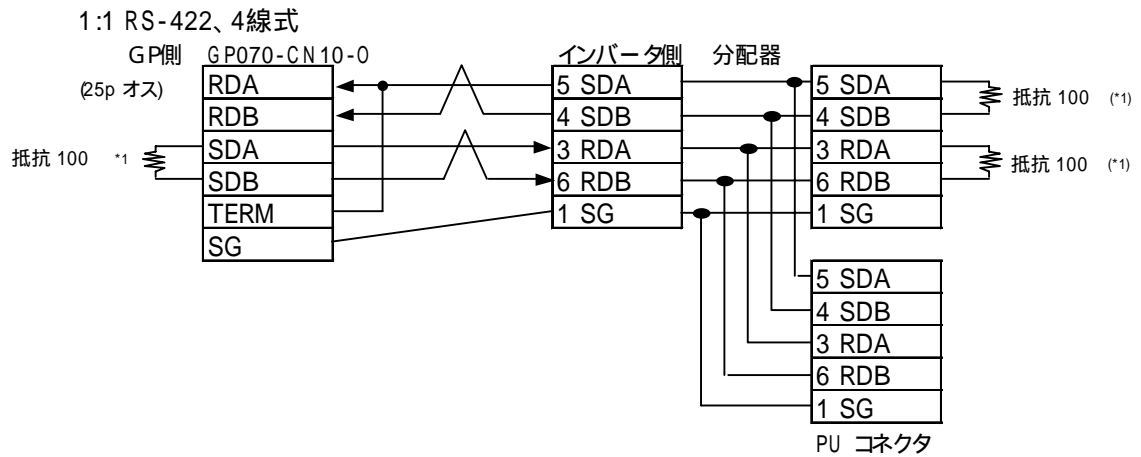 1:1 RS-422、4線式
GP側 GP070-CN10-O インバータ側 分配器
(25p オス)
RDA
RDB
SDA
SDB
TERM
SG
抵抗 100 *1
5 SDA
4 SDB
3 RDA
6 RDB
1 SG
5 SDA
4 SDB
3 RDA
6 RDB
1 SG
抵抗 100 (*1)
抵抗 100 (*1)
5 SDA
4 SDB
3 RDA
6 RDB
1 SG
PU コネクタ